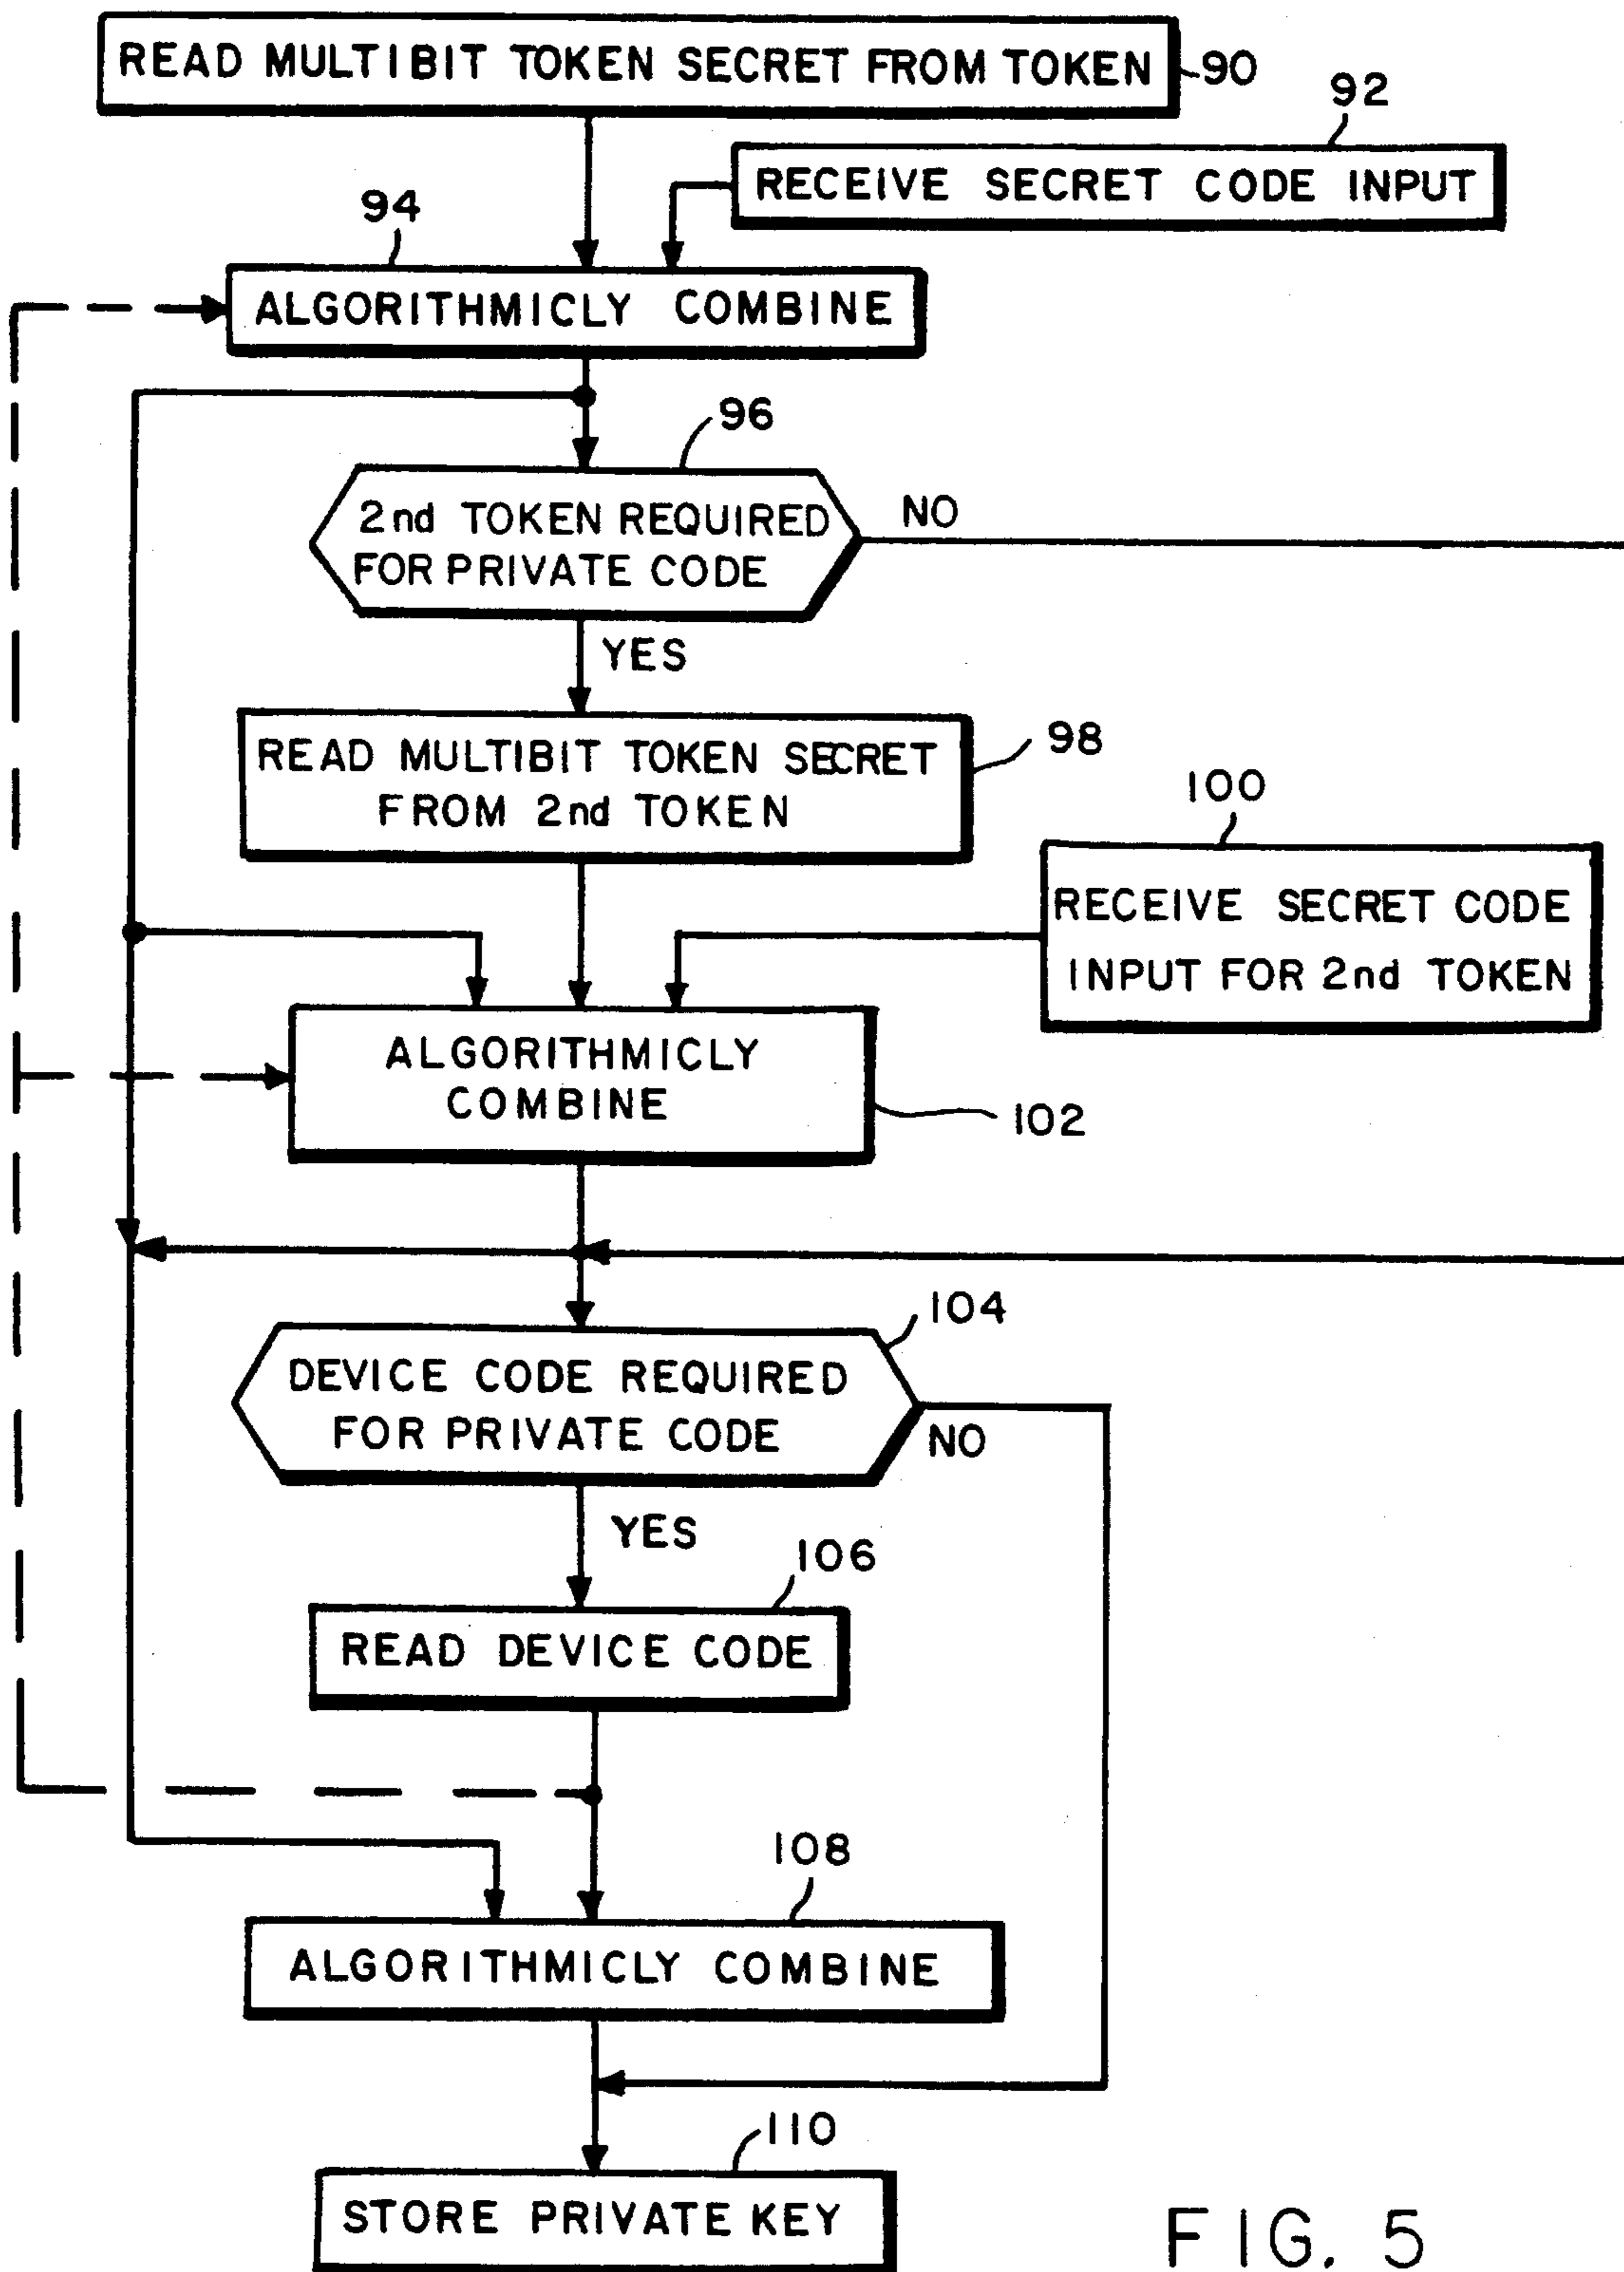 READ MULTIBIT TOKEN SECRET FROM TOKEN
90
92
RECEIVE SECRET CODE INPUT
94
ALGORITHMICLY COMBINE
96
2nd TOKEN REQUIRED
FOR PRIVATE CODE
NO
YES
READ MULTIBIT TOKEN SECRET
FROM 2nd TOKEN
98
100
RECEIVE SECRET CODE
INPUT FOR 2nd TOKEN
ALGORITHMICLY
COMBINE
102
104
DEVICE CODE REQUIRED
FOR PRIVATE CODE
NO
YES
106
READ DEVICE CODE
108
ALGORITHMICLY COMBINE
110
STORE PRIVATE KEY
FIG. 5